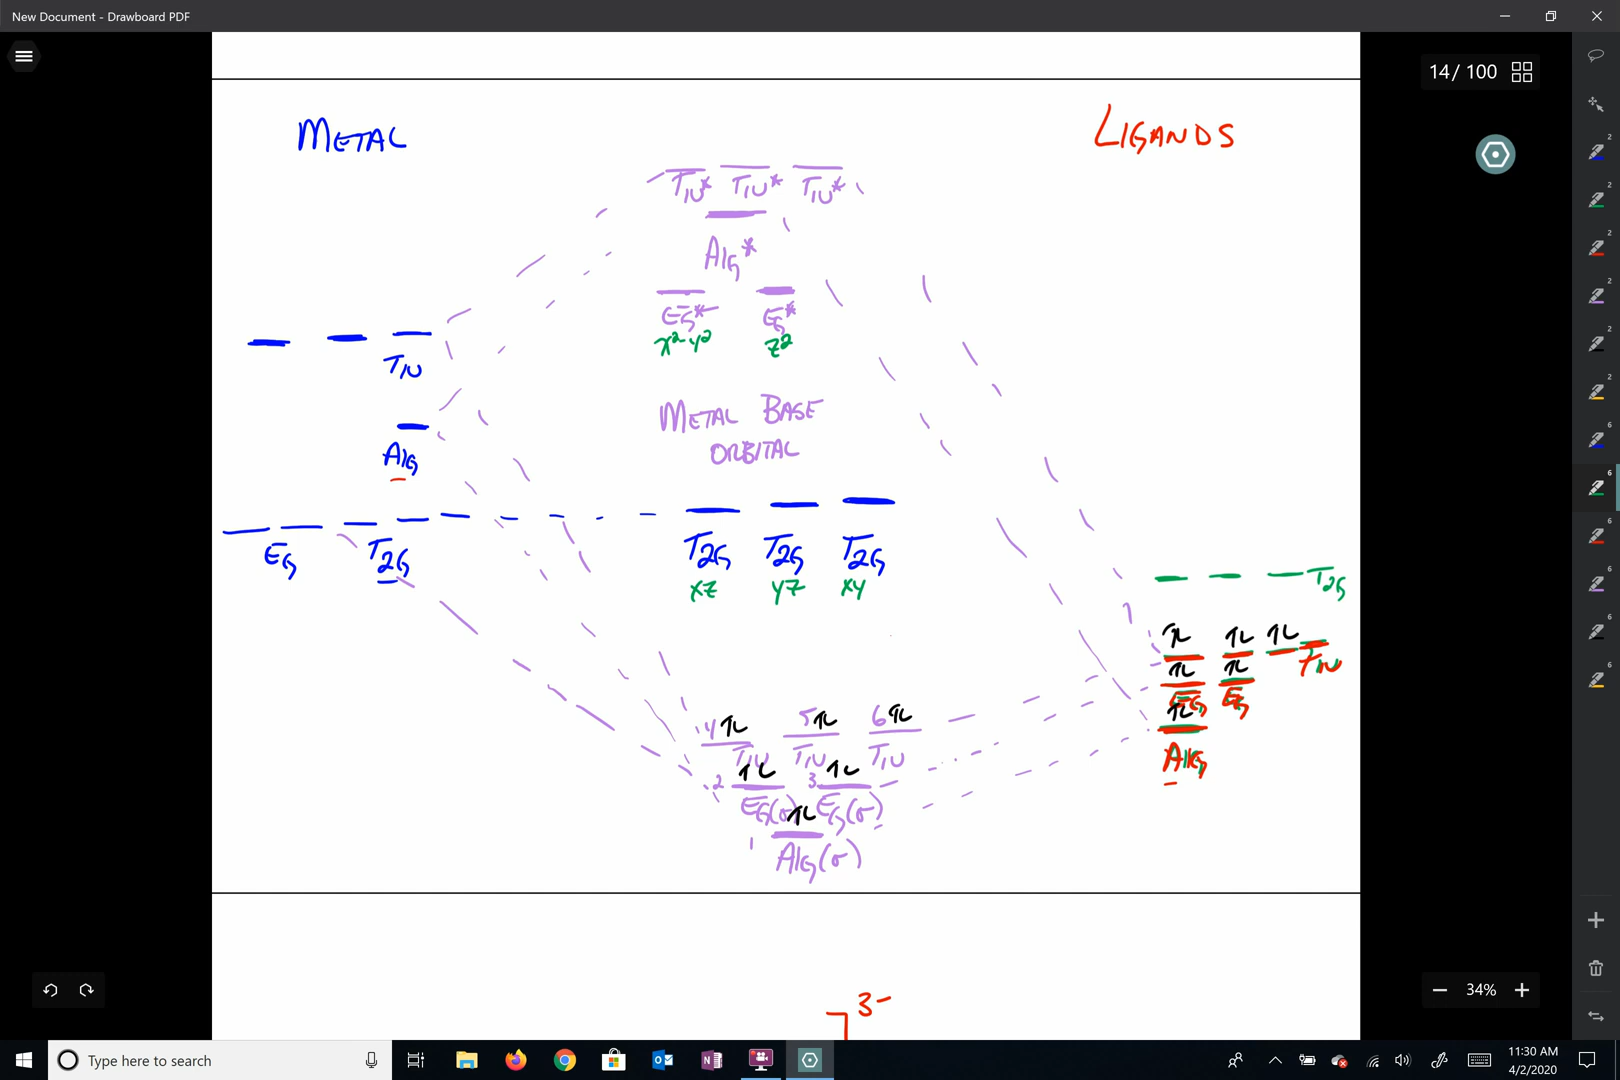 New Document - Drawboard PDF
14 / 100
METAL
LIGANDS
T1U* T1U* T1U*
A1G*
EG* EG*
x²-y² z²
T1U
METAL BASE
ORBITAL
A1G
EG T2G
T2G T2G T2G
xz yz xy
T2G
T1U
EG EG
A1G
4 5 6
T1U T1U T1U
2 3
EG(σ) EG(σ)
1
A1G(σ)
34%
3-
Type here to search
11:30 AM
4/2/2020